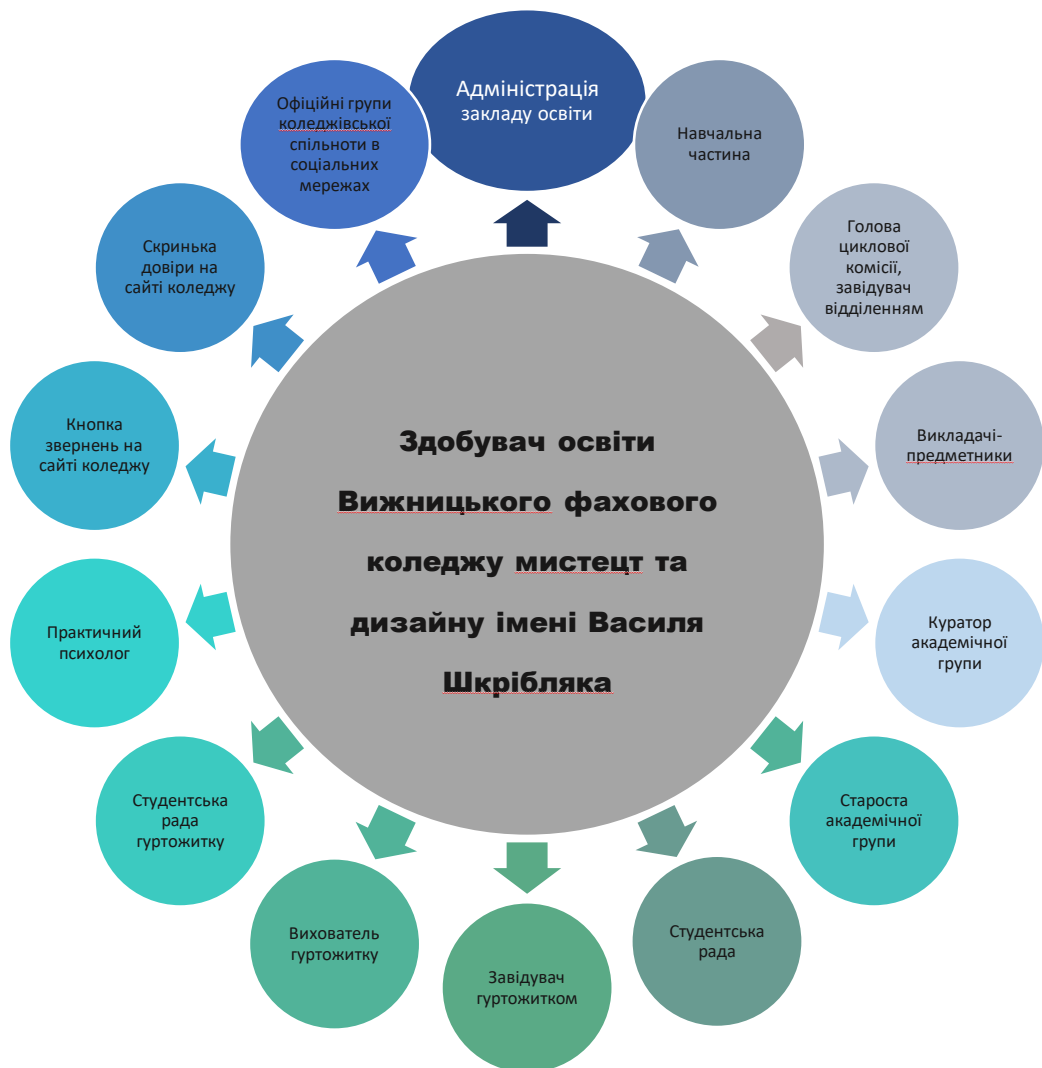 Адміністрація
закладу освіти
Навчальна
частина
Голова
циклової
комісії,
завідувач
відділенням
Викладачі-
предметники
Куратор
академічної
групи
Староста
академічної
групи
Студентська
рада
Завідувач
гуртожитком
Вихователь
гуртожитку
Студентська
рада
гуртожитку
Практичний
психолог
Кнопка
звернень на
сайті коледжу
Скринька
довіри на
сайті коледжу
Офіційні групи
коледжівської
спільноти в
соціальних
мережах
Здобувач освіти
Вижницького фахового
коледжу мистецт та
дизайну імені Василя
Шкрібляка